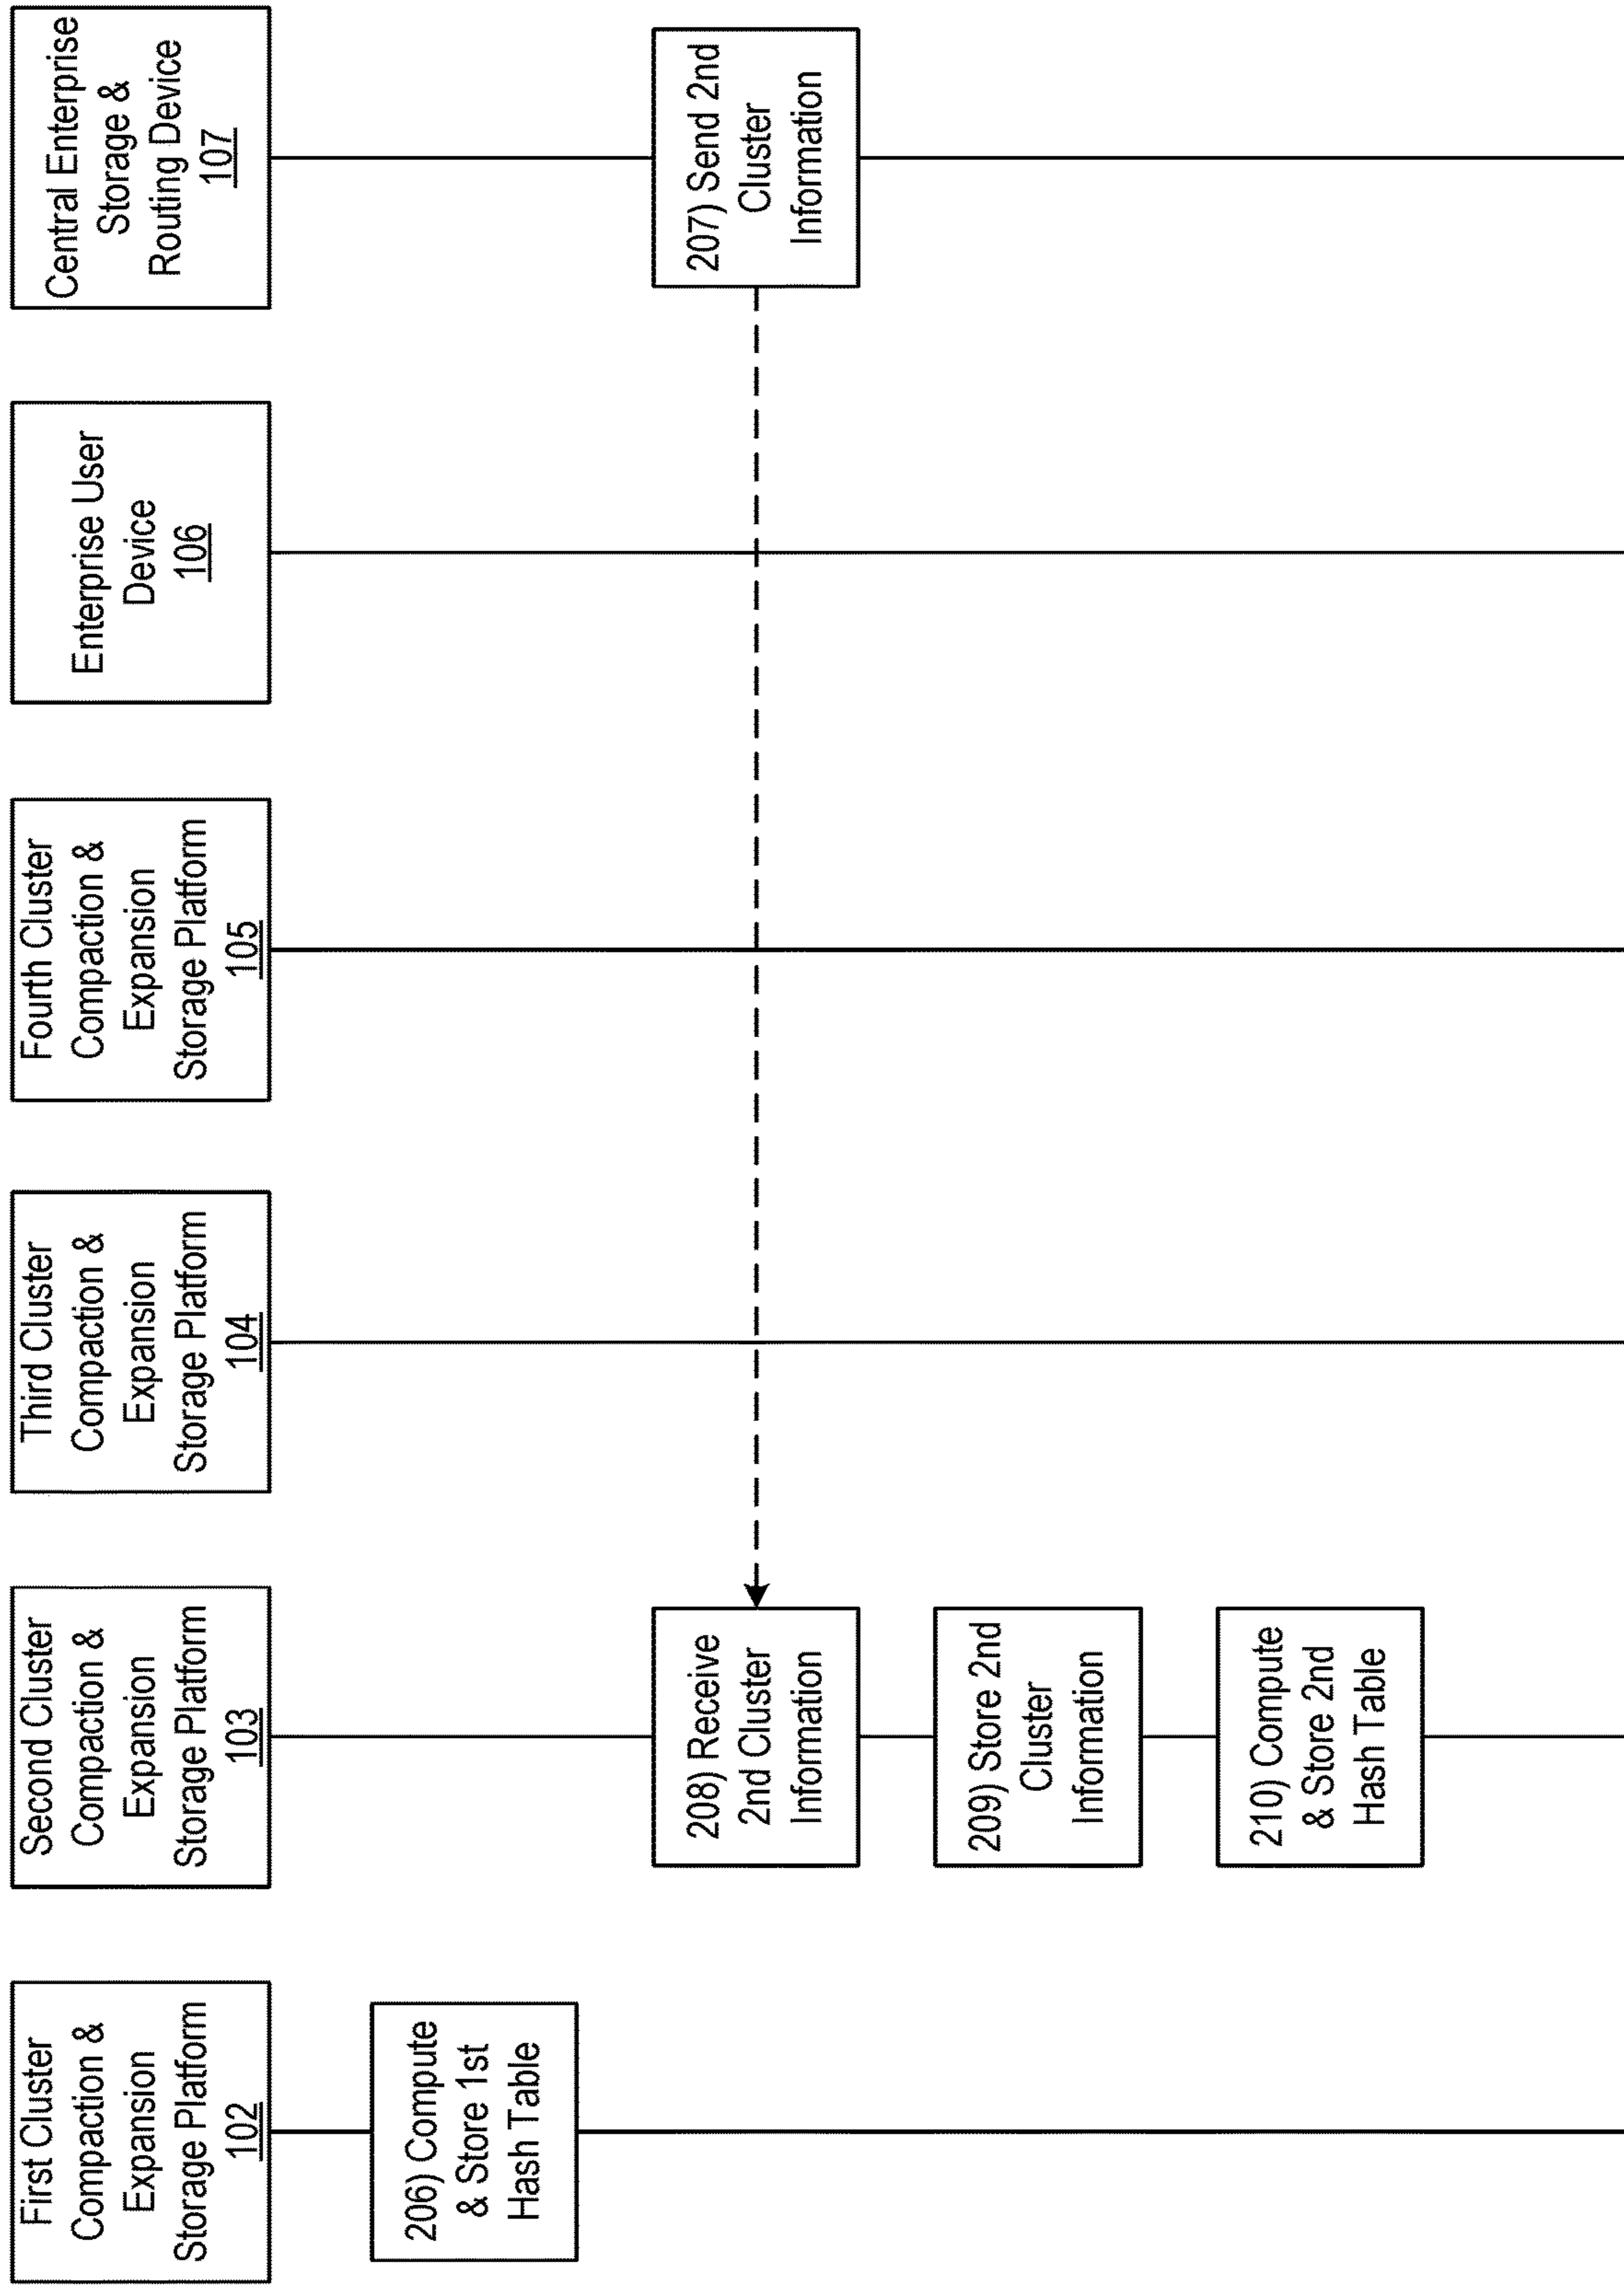 First Cluster
Compaction &
Expansion
Storage Platform
102
Second Cluster
Compaction &
Expansion
Storage Platform
103
Third Cluster
Compaction &
Expansion
Storage Platform
104
Fourth Cluster
Compaction &
Expansion
Storage Platform
105
Enterprise User
Device
106
Central Enterprise
Storage &
Routing Device
107
206) Compute
& Store 1st
Hash Table
207) Send 2nd
Cluster
Information
208) Receive
2nd Cluster
Information
209) Store 2nd
Cluster
Information
210) Compute
& Store 2nd
Hash Table